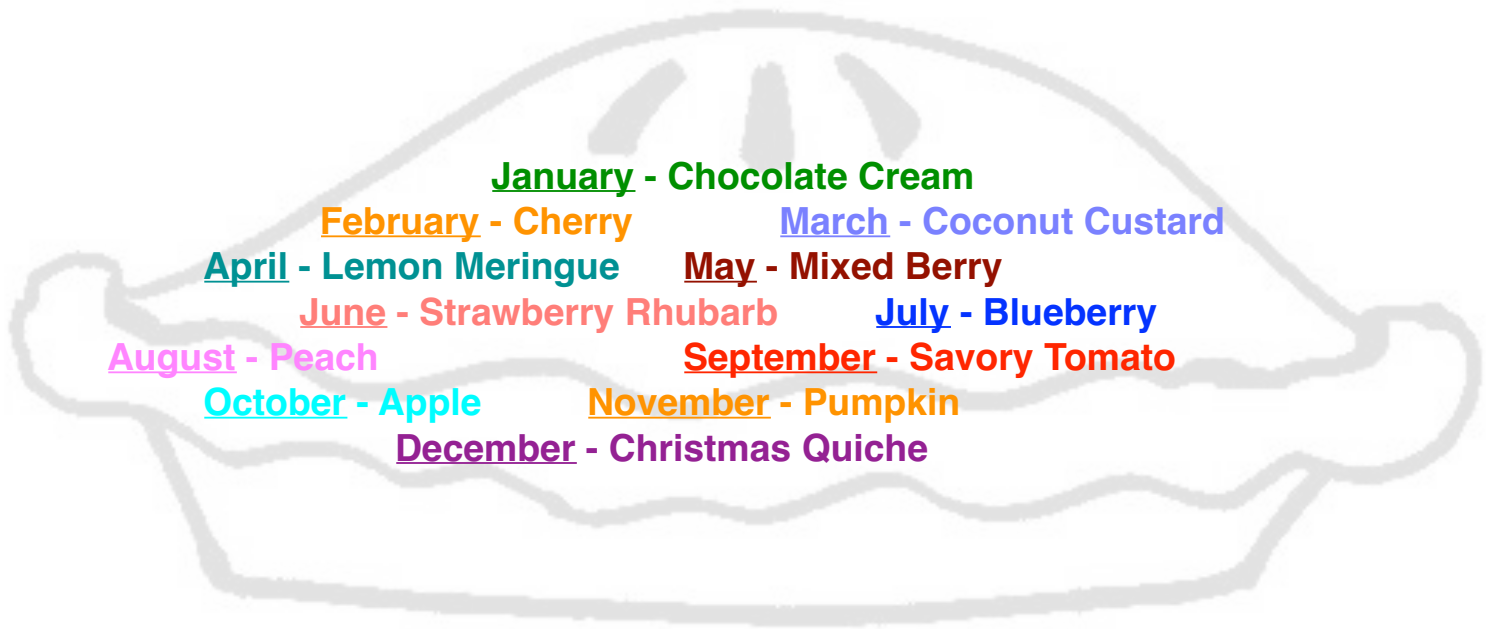 January - Chocolate Cream
February - Cherry March - Coconut Custard
April - Lemon Meringue May - Mixed Berry
June - Strawberry Rhubarb July - Blueberry
August - Peach September - Savory Tomato
October - Apple November - Pumpkin
December - Christmas Quiche